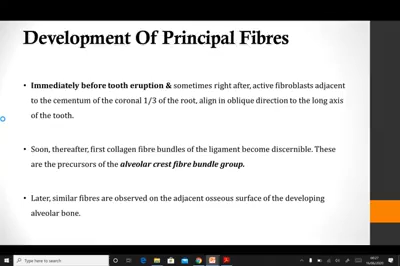 Development Of Principal Fibres
• Immediately before tooth eruption & sometimes right after, active fibroblasts adjacent
to the cementum of the coronal 1/3 of the root, align in oblique direction to the long axis
of the tooth.
• Soon, thereafter, first collagen fibre bundles of the ligament become discernible. These
are the precursors of the alveolar crest fibre bundle group.
• Later, similar fibres are observed on the adjacent osseous surface of the developing
alveolar bone.
Type here to search